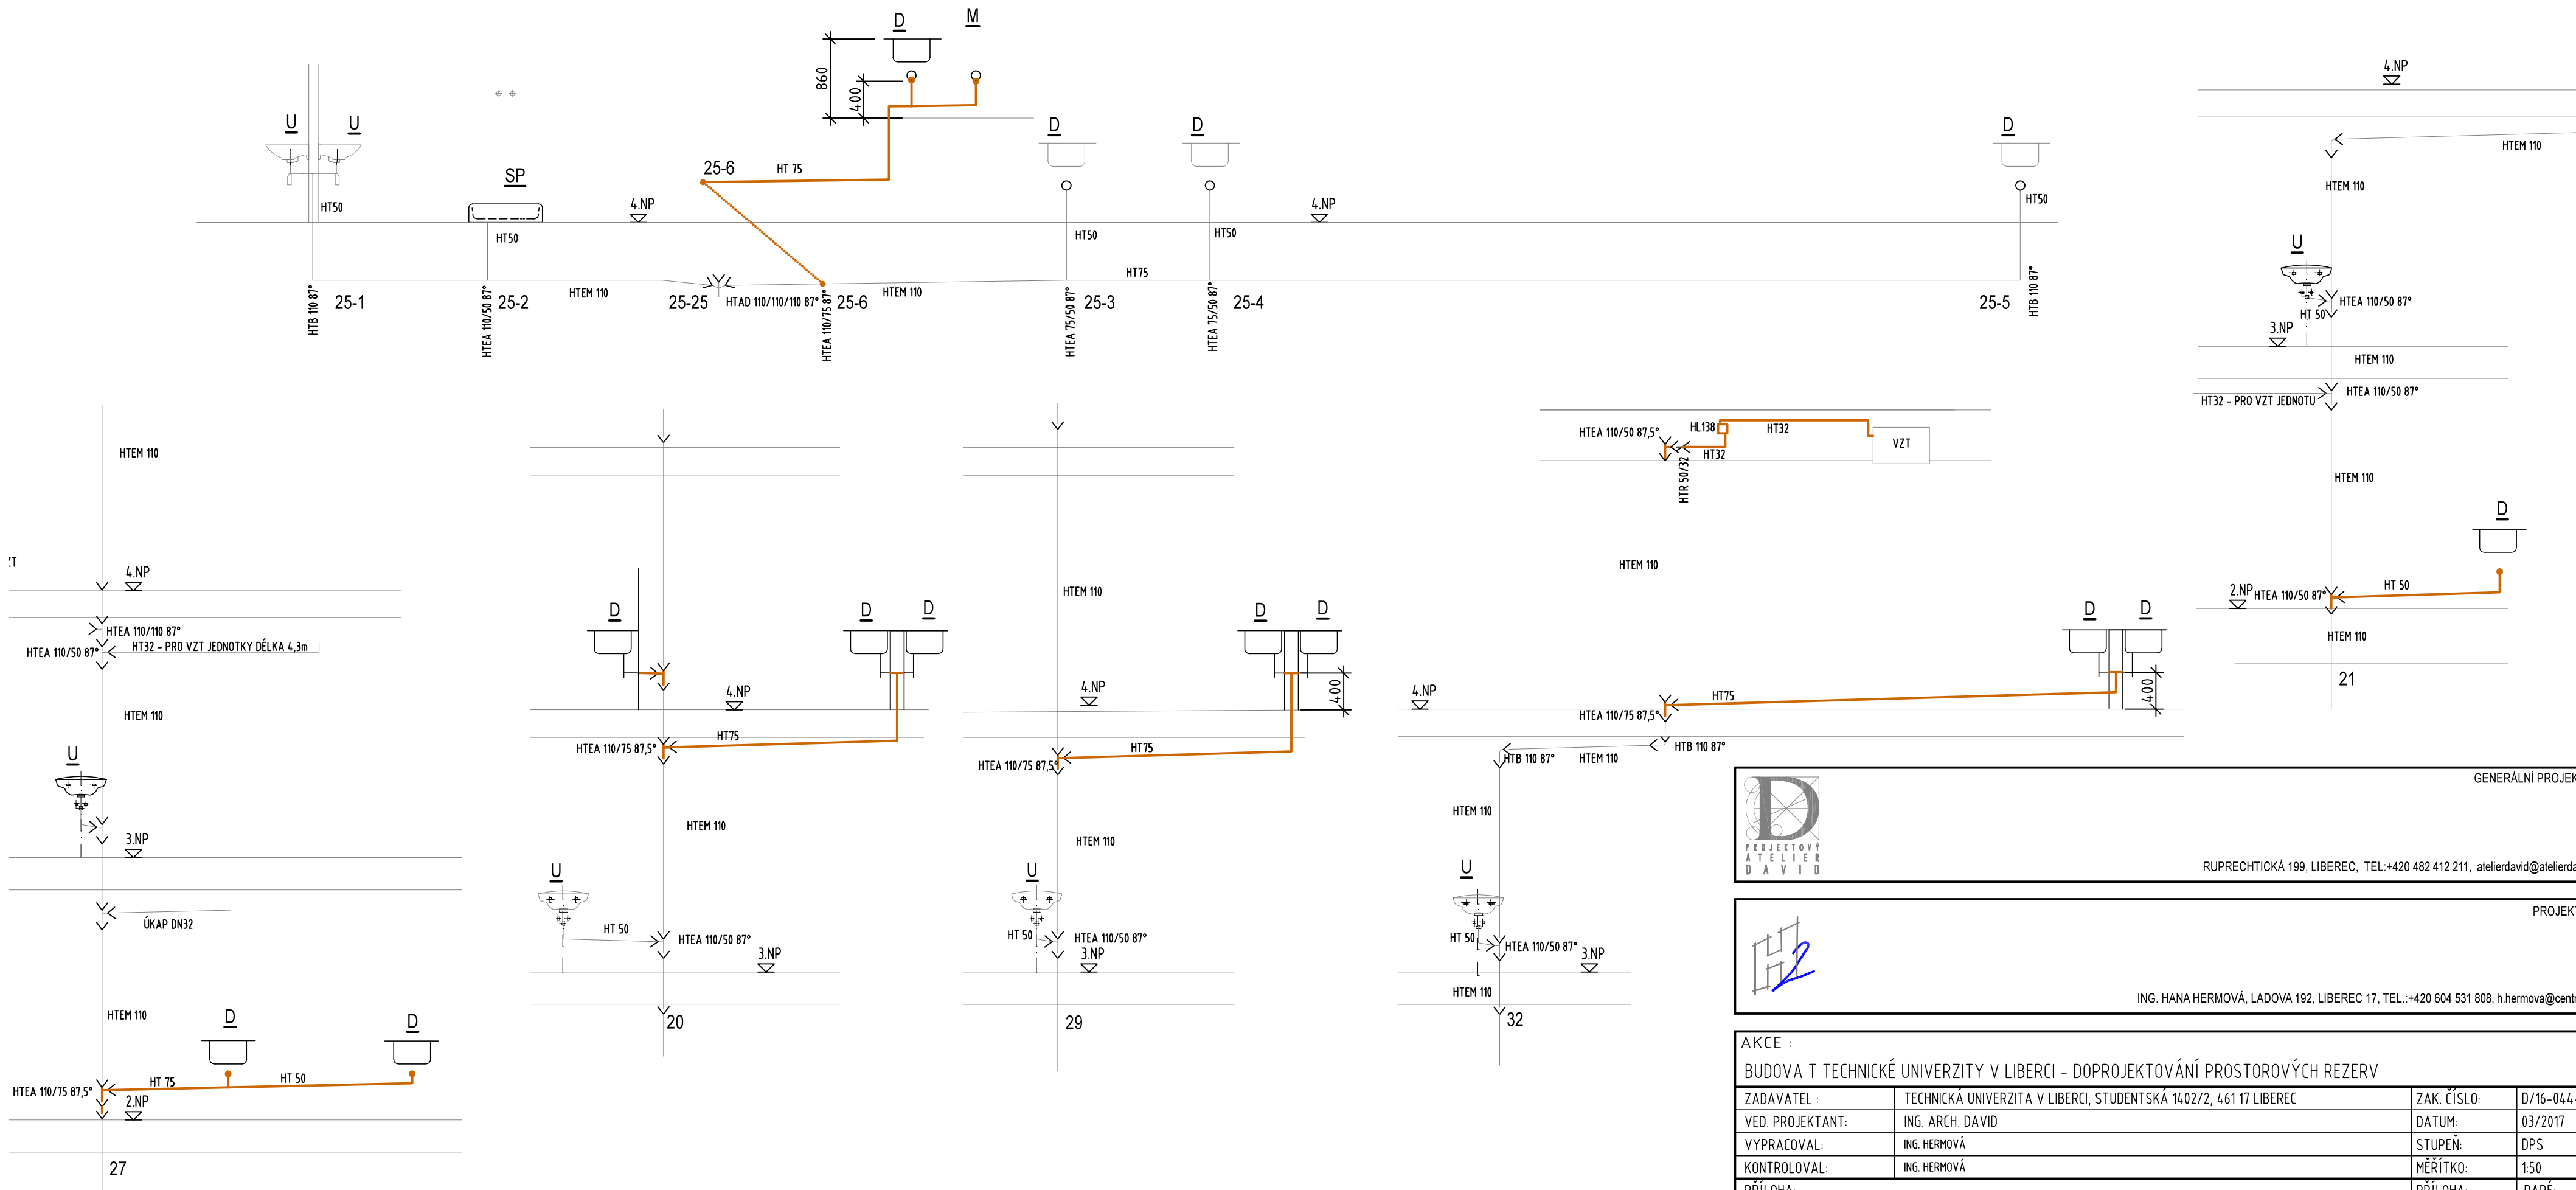 D
M
860
400
U
U
SP
HT50
HT50
4.NP
25-6
HT 75
D
D
D
4.NP
HT50
HT50
HT50
HTB 110 87°
25-1
HTEA 110/50 87°
25-2
HTEM 110
25-25
HTAD 110/110/110 87°
HTEA 110/75 87°
25-6
HTEM 110
HTEA 75/50 87°
25-3
HT75
HTEA 75/50 87°
25-4
25-5
HTB 110 87°
4.NP
HTEM 110
HTEM 110
U
HTEA 110/50 87°
HT 50
3.NP
HTEM 110
HTEA 110/50 87°
HT32 - PRO VZT JEDNOTU
HTEM 110
D
2.NP
HTEA 110/50 87°
HT 50
HTEM 110
21
HTEM 110
4.NP
HTEA 110/110 87°
HTEA 110/50 87°
HT32 - PRO VZT JEDNOTKY DÉLKA 4,3m
HTEM 110
U
3.NP
ÚKAP DN32
HTEM 110
D
D
HTEA 110/75 87,5°
HT 75
HT 50
2.NP
27
D
D
D
4.NP
HTEA 110/75 87,5°
HT75
HTEM 110
U
HT 50
HTEA 110/50 87°
3.NP
20
HTEM 110
D
D
4.NP
400
HTEA 110/75 87,5°
HT75
HTEM 110
U
HT 50
HTEA 110/50 87°
3.NP
29
HTEA 110/50 87,5°
HL138
HT32
HT32
VZT
HTR 50/32
HTEM 110
D
D
4.NP
HT75
400
HTEA 110/75 87,5°
HTB 110 87°
HTB 110 87°
HTEM 110
HTEM 110
U
HT 50
HTEA 110/50 87°
3.NP
HTEM 110
32
GENERÁLNÍ PROJEK
PROJEKTOVÝ
ATELIER
DAVID
RUPRECHTICKÁ 199, LIBEREC, TEL:+420 482 412 211, atelierdavid@atelierda
PROJEKT
ING. HANA HERMOVÁ, LADOVA 192, LIBEREC 17, TEL.:+420 604 531 808, h.hermova@centr
AKCE :
BUDOVA T TECHNICKÉ UNIVERZITY V LIBERCI - DOPROJEKTOVÁNÍ PROSTOROVÝCH REZERV
ZADAVATEL : TECHNICKÁ UNIVERZITA V LIBERCI, STUDENTSKÁ 1402/2, 461 17 LIBEREC ZAK. ČÍSLO: D/16-044-
VED. PROJEKTANT: ING. ARCH. DAVID DATUM: 03/2017
VYPRACOVAL: ING. HERMOVÁ STUPEŇ: DPS
KONTROLOVAL: ING. HERMOVÁ MĚŘÍTKO: 1:50